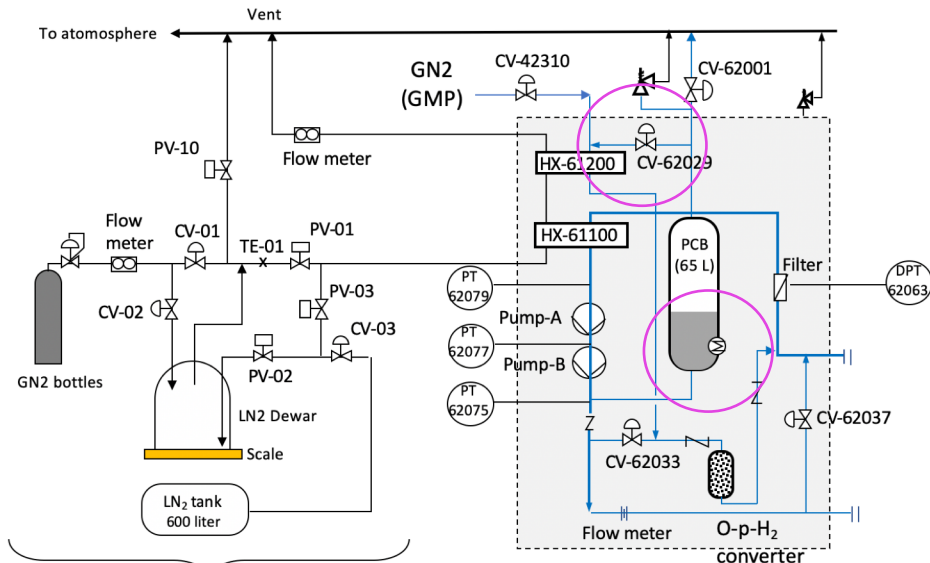 Vent
To atomosphere
GN2
(GMP)
CV-42310
CV-62001
PV-10
Flow meter
CV-62029
HX-61200
Flow
meter
CV-01
TE-01
PV-01
HX-61100
PCB
(65 L)
Filter
DPT
62063
PT
62079
CV-02
PV-03
CV-03
Pump-A
PT
62077
Pump-B
GN2 bottles
PV-02
LN2 Dewar
PT
62075
M
CV-62037
Scale
CV-62033
LN₂ tank
600 liter
Flow meter
O-p-H₂
converter